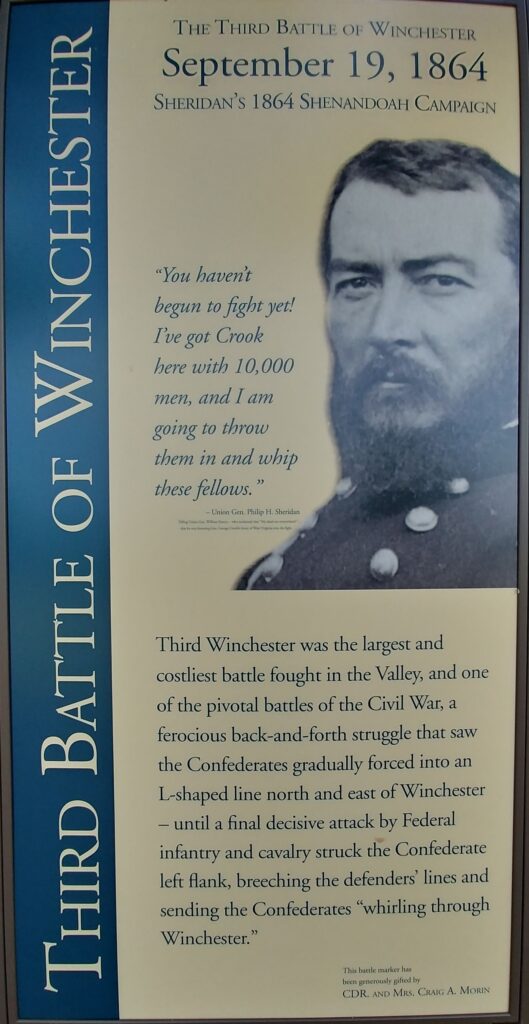 THIRD BATTLE OF WINCHESTER
THE THIRD BATTLE OF WINCHESTER
September 19, 1864
SHERIDAN'S 1864 SHENANDOAH CAMPAIGN
"You haven't
begun to fight yet!
I've got Crook
here with 10,000
men, and I am
going to throw
them in and whip
these fellows."
– Union Gen. Philip H. Sheridan
Third Winchester was the largest and
costliest battle fought in the Valley, and one
of the pivotal battles of the Civil War, a
ferocious back-and-forth struggle that saw
the Confederates gradually forced into an
L-shaped line north and east of Winchester
– until a final decisive attack by Federal
infantry and cavalry struck the Confederate
left flank, breeching the defenders' lines and
sending the Confederates "whirling through
Winchester."
This battle marker has
been generously gifted by
CDR. AND MRS. CRAIG A. MORIN